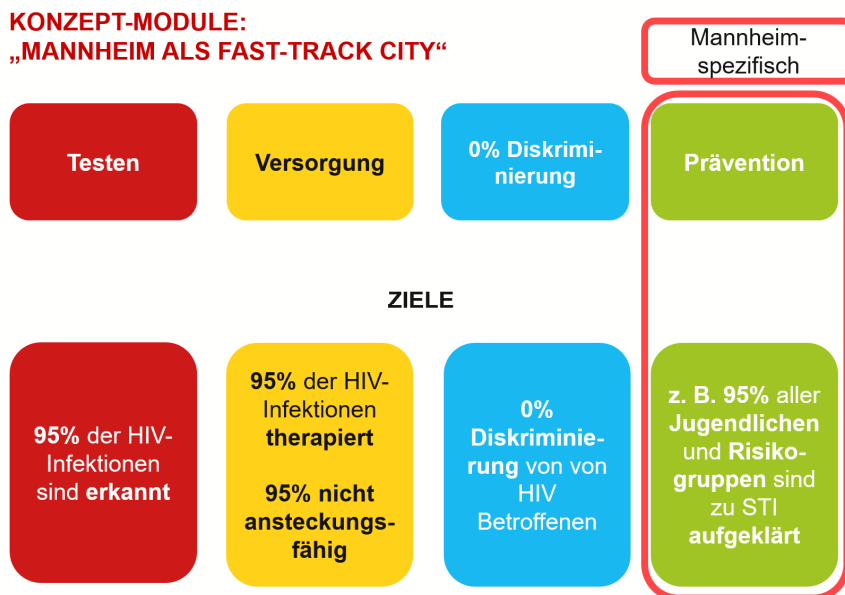 KONZEPT-MODULE:
„MANNHEIM ALS FAST-TRACK CITY“
Mannheim-
spezifisch
Testen
Versorgung
0% Diskrimi-
nierung
Prävention
ZIELE
95% der HIV-
Infektionen
sind erkannt
95% der HIV-
Infektionen
therapiert
95% nicht
ansteckungs-
fähig
0%
Diskriminie-
rung von von
HIV
Betroffenen
z. B. 95% aller
Jugendlichen
und Risiko-
gruppen sind
zu STI
aufgeklärt